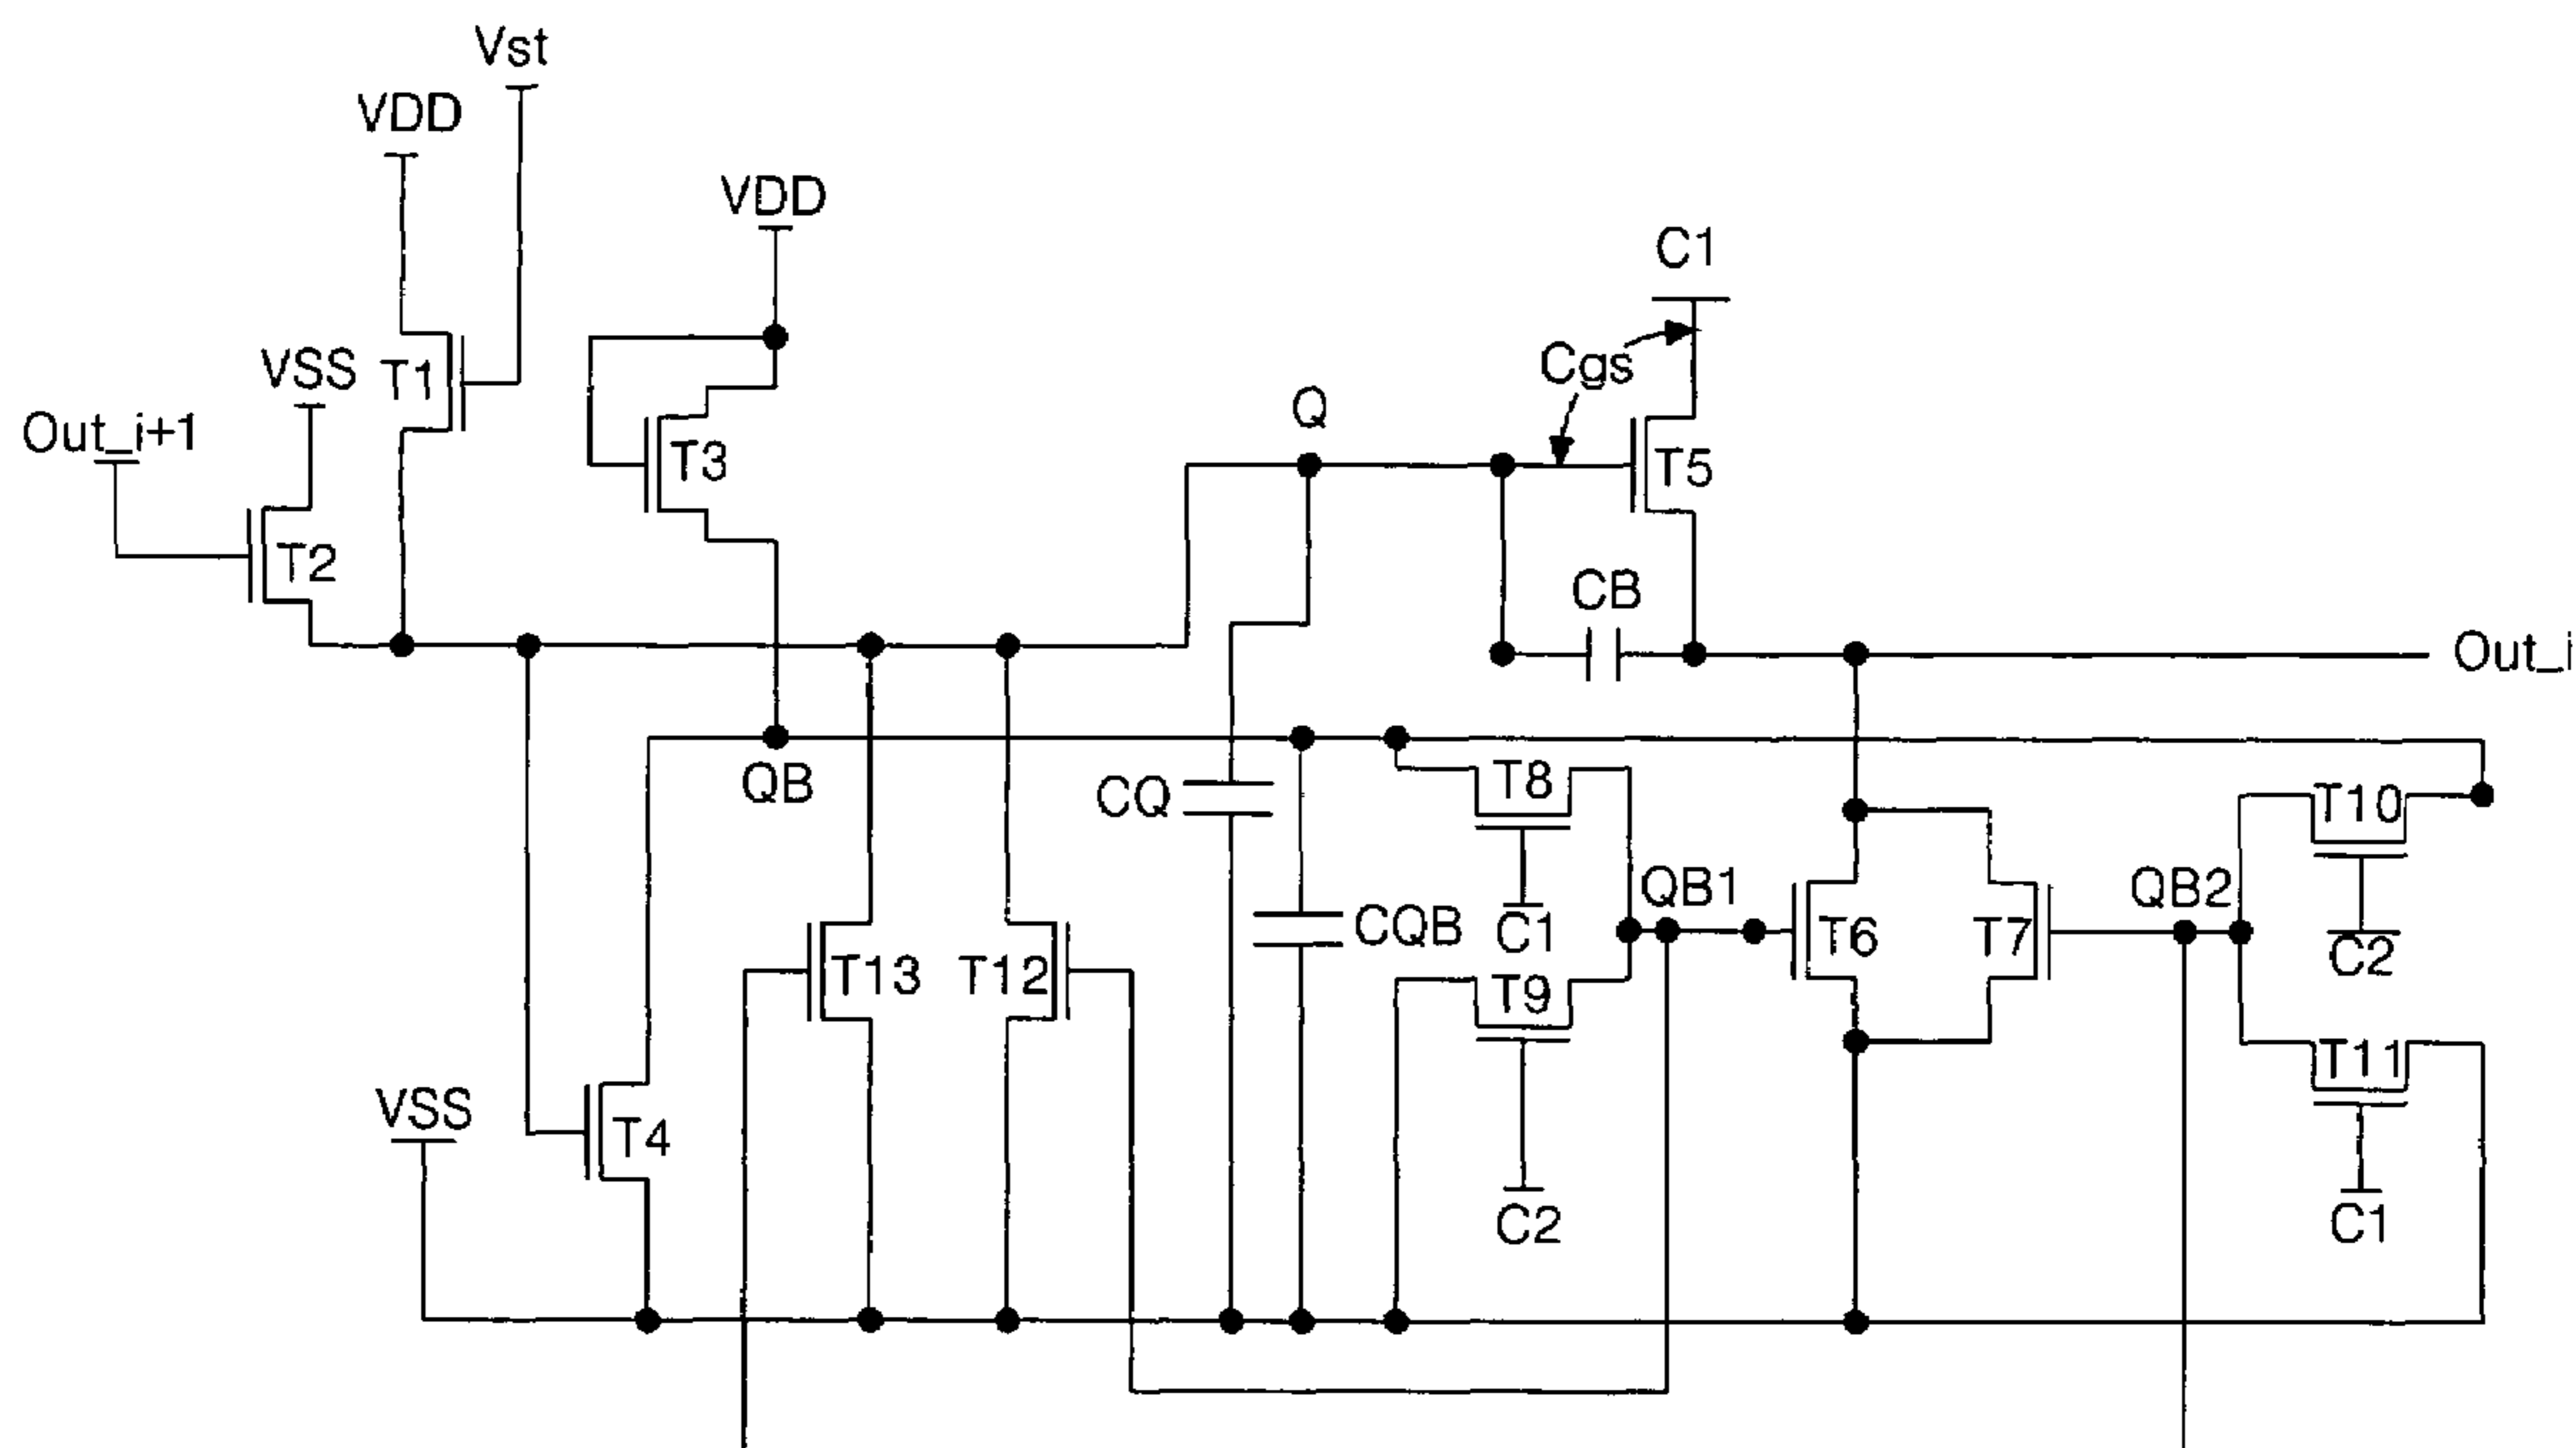 Vst
VDD
VDD
C1
VSS
T1
Cgs
Out_i+1
Q
T3
T5
T2
CB
Out_i
QB
CQ
T8
T10
QB1
QB2
CQB
C1
T6
T7
C2
T13
T12
T9
T11
VSS
T4
C2
C1